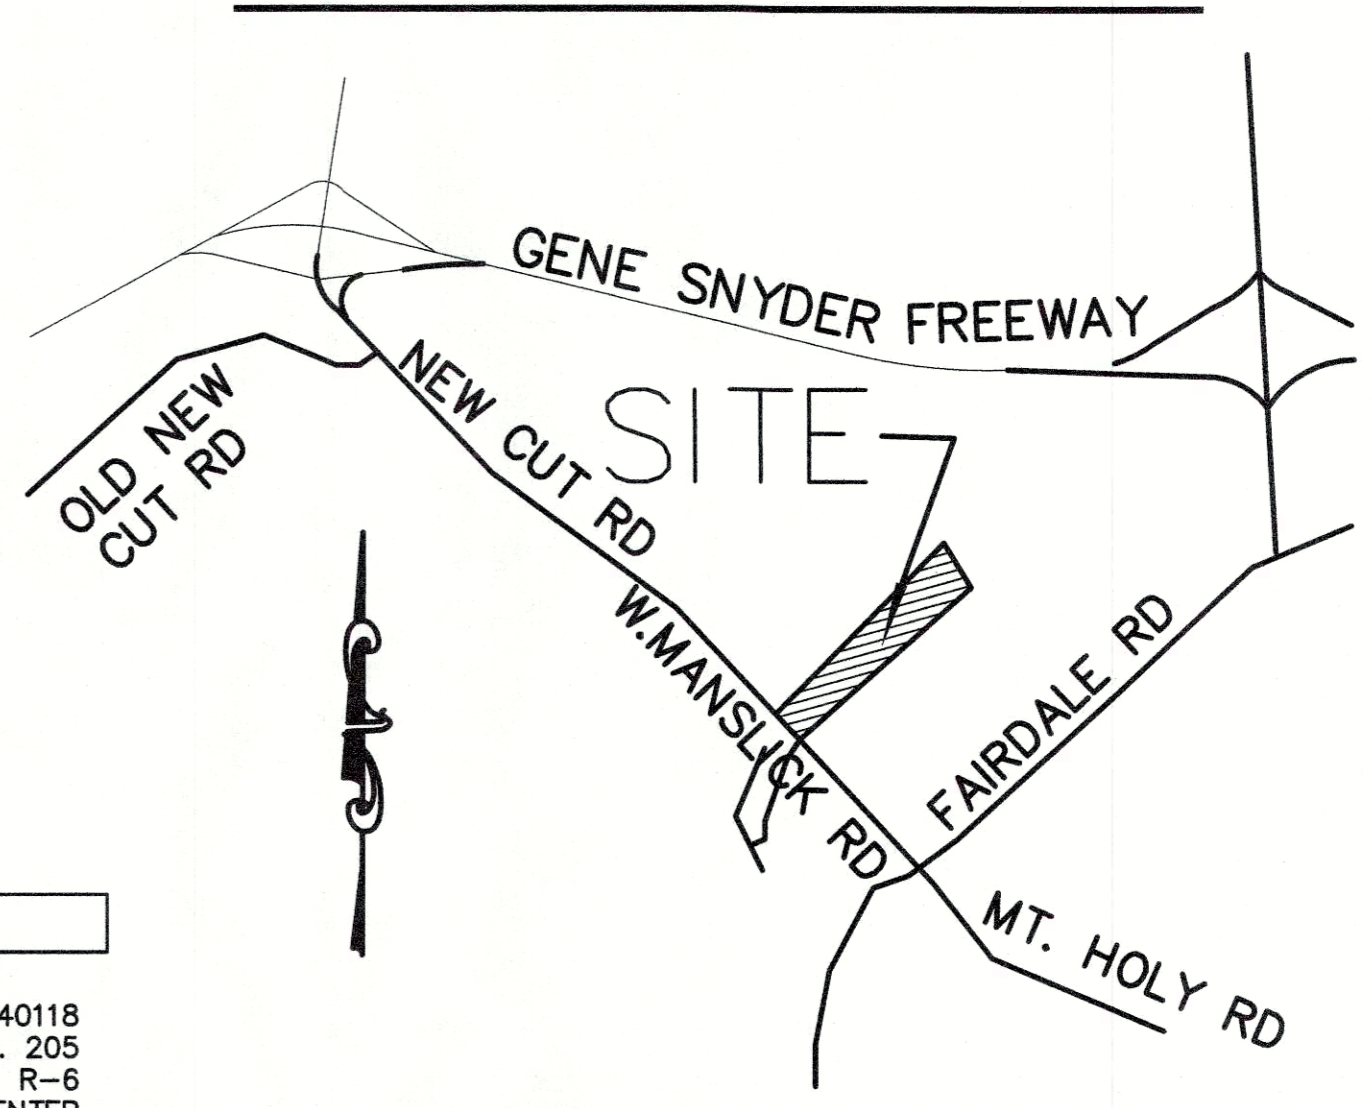 GENE SNYDER FREEWAY
OLD NEW
CUT RD
NEW CUT RD
SITE
W.MANSLICK RD
FAIRDALE RD
MT. HOLY RD
40118
. 205
R-6